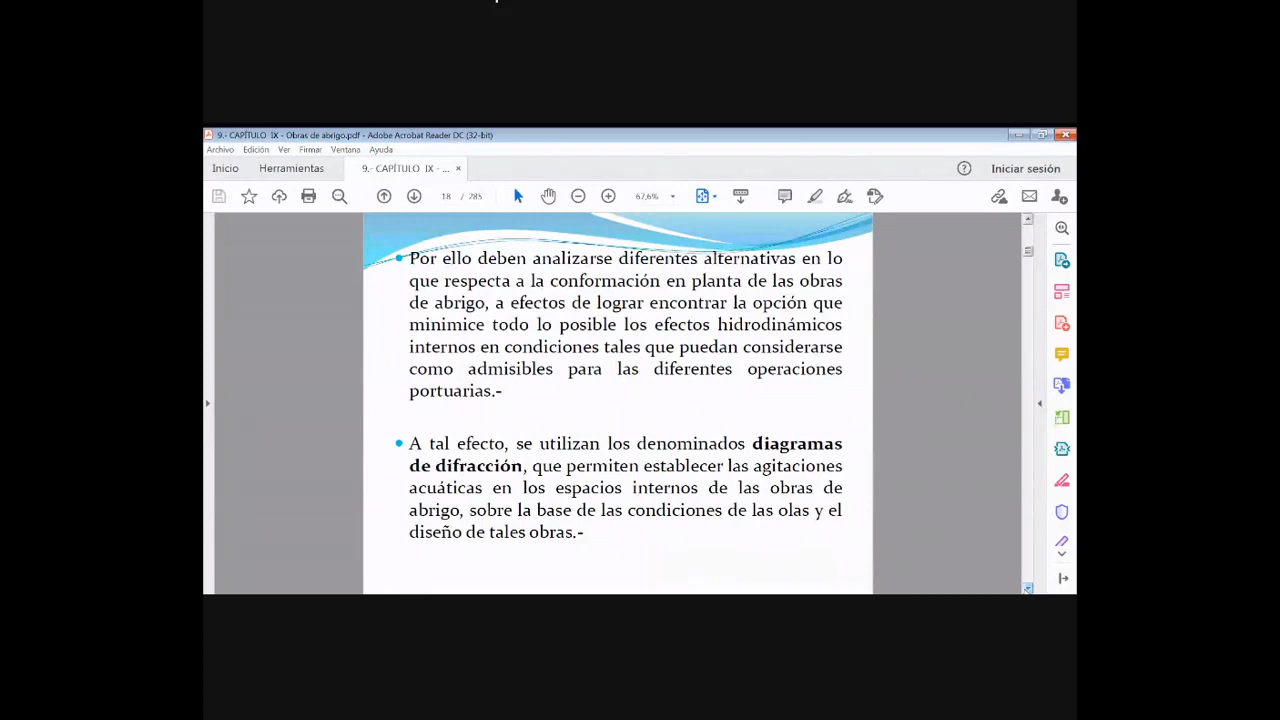 9.- CAPÍTULO IX - Obras de abrigo.pdf - Adobe Acrobat Reader DC (32-bit)
Archivo Edición Ver Firmar Ventana Ayuda
Inicio Herramientas 9.- CAPÍTULO IX - ... × Iniciar sesión
18 / 285 67,6%
• Por ello deben analizarse diferentes alternativas en lo
que respecta a la conformación en planta de las obras
de abrigo, a efectos de lograr encontrar la opción que
minimice todo lo posible los efectos hidrodinámicos
internos en condiciones tales que puedan considerarse
como admisibles para las diferentes operaciones
portuarias.-
• A tal efecto, se utilizan los denominados diagramas
de difracción, que permiten establecer las agitaciones
acuáticas en los espacios internos de las obras de
abrigo, sobre la base de las condiciones de las olas y el
diseño de tales obras.-